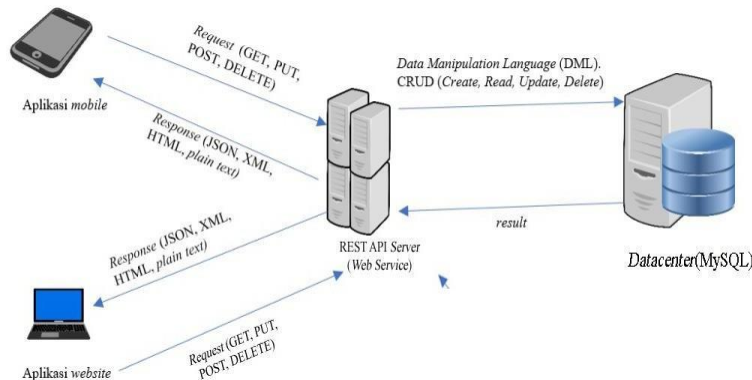 Request (GET, PUT,
POST, DELETE)
Aplikasi mobile
Response (JSON, XML,
HTML, plain text)
Data Manipulation Language (DML).
CRUD (Create, Read, Update, Delete)
result
REST API Server
(Web Service)
Datacenter(MySQL)
Response (JSON, XML,
HTML, plain text)
Aplikasi website
Request (GET, PUT,
POST, DELETE)